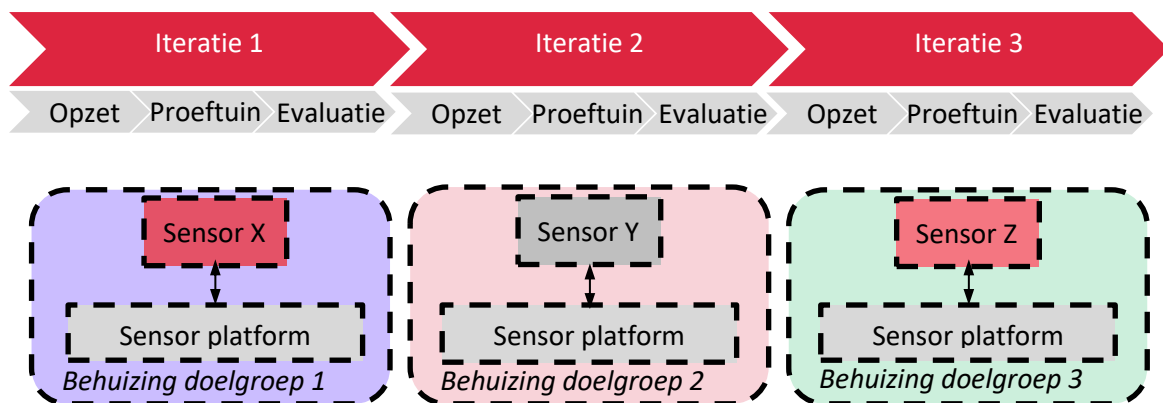 Iteratie 1 Iteratie 2 Iteratie 3
Opzet Proeftuin Evaluatie Opzet Proeftuin Evaluatie Opzet Proeftuin Evaluatie
Sensor X
Sensor platform
Behuizing doelgroep 1
Sensor Y
Sensor platform
Behuizing doelgroep 2
Sensor Z
Sensor platform
Behuizing doelgroep 3